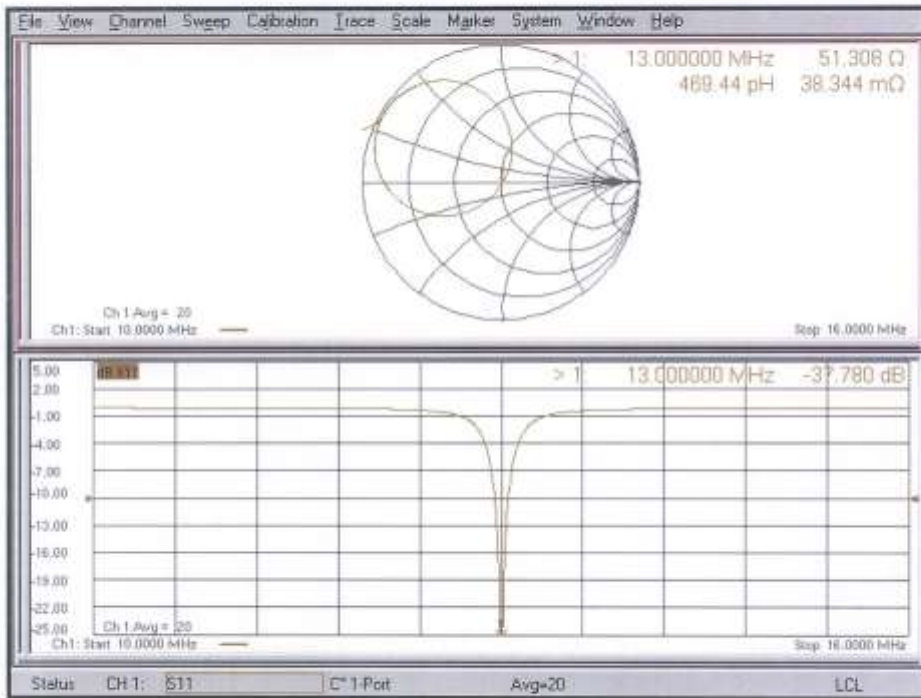 File View Channel Sweep Calibration Trace Scale Marker System Window Help
> 1: 13.000000 MHz 51.308 Ω
469.44 pH 38.344 mΩ
Ch 1 Avg = 20
Ch1: Start 10.0000 MHz
Stop 16.0000 MHz
5.00
dB S11
> 1: 13.000000 MHz -37.780 dB
2.00
-1.00
-4.00
-7.00
-10.00
-13.00
-16.00
-19.00
-22.00
-25.00
Ch 1 Avg = 20
Ch1: Start 10.0000 MHz
Stop 16.0000 MHz
Status CH 1: S11 C* 1-Port Avg=20 LCL